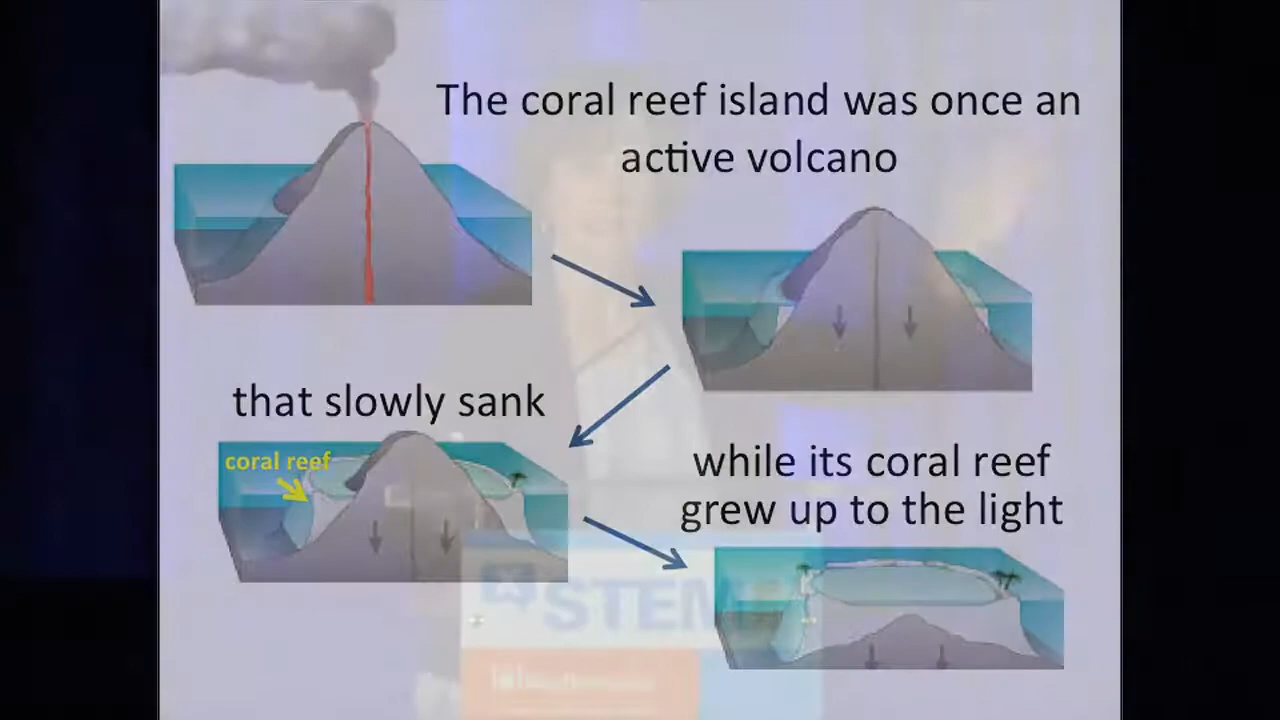 The coral reef island was once an
active volcano
that slowly sank
coral reef
while its coral reef
grew up to the light
STEM